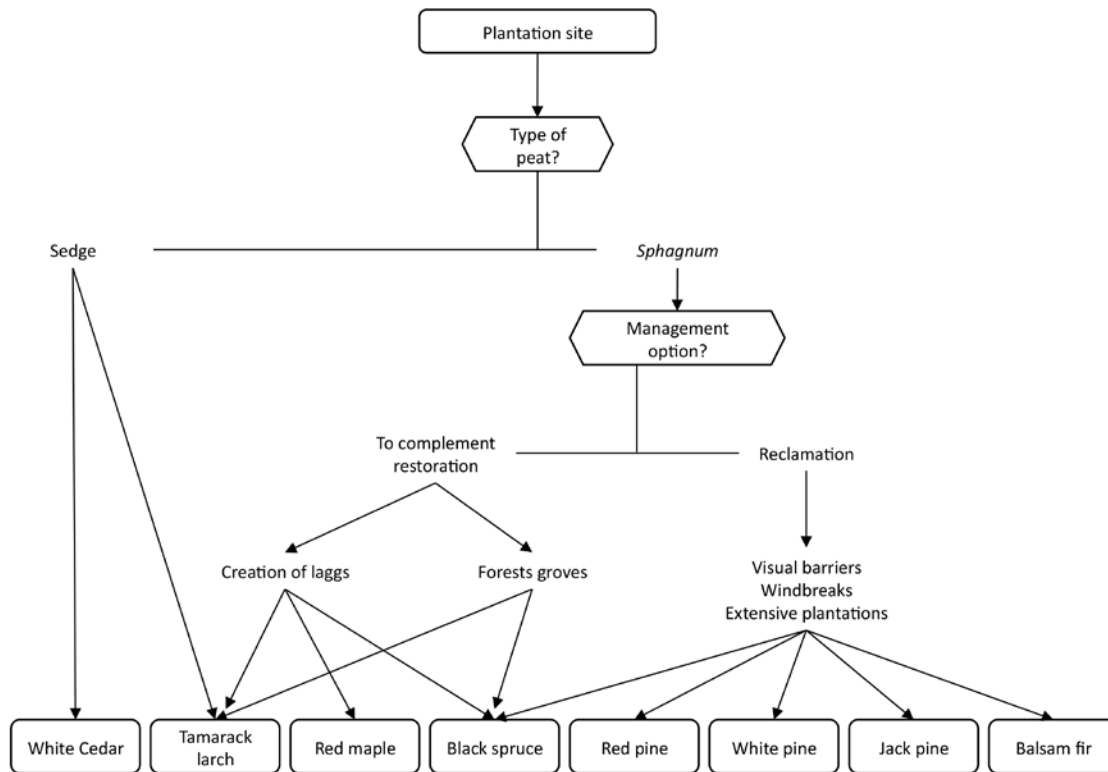 Plantation site
Type of
peat?
Sedge
Sphagnum
Management
option?
To complement
restoration
Reclamation
Creation of laggs
Forests groves
Visual barriers
Windbreaks
Extensive plantations
White Cedar
Tamarack
larch
Red maple
Black spruce
Red pine
White pine
Jack pine
Balsam fir